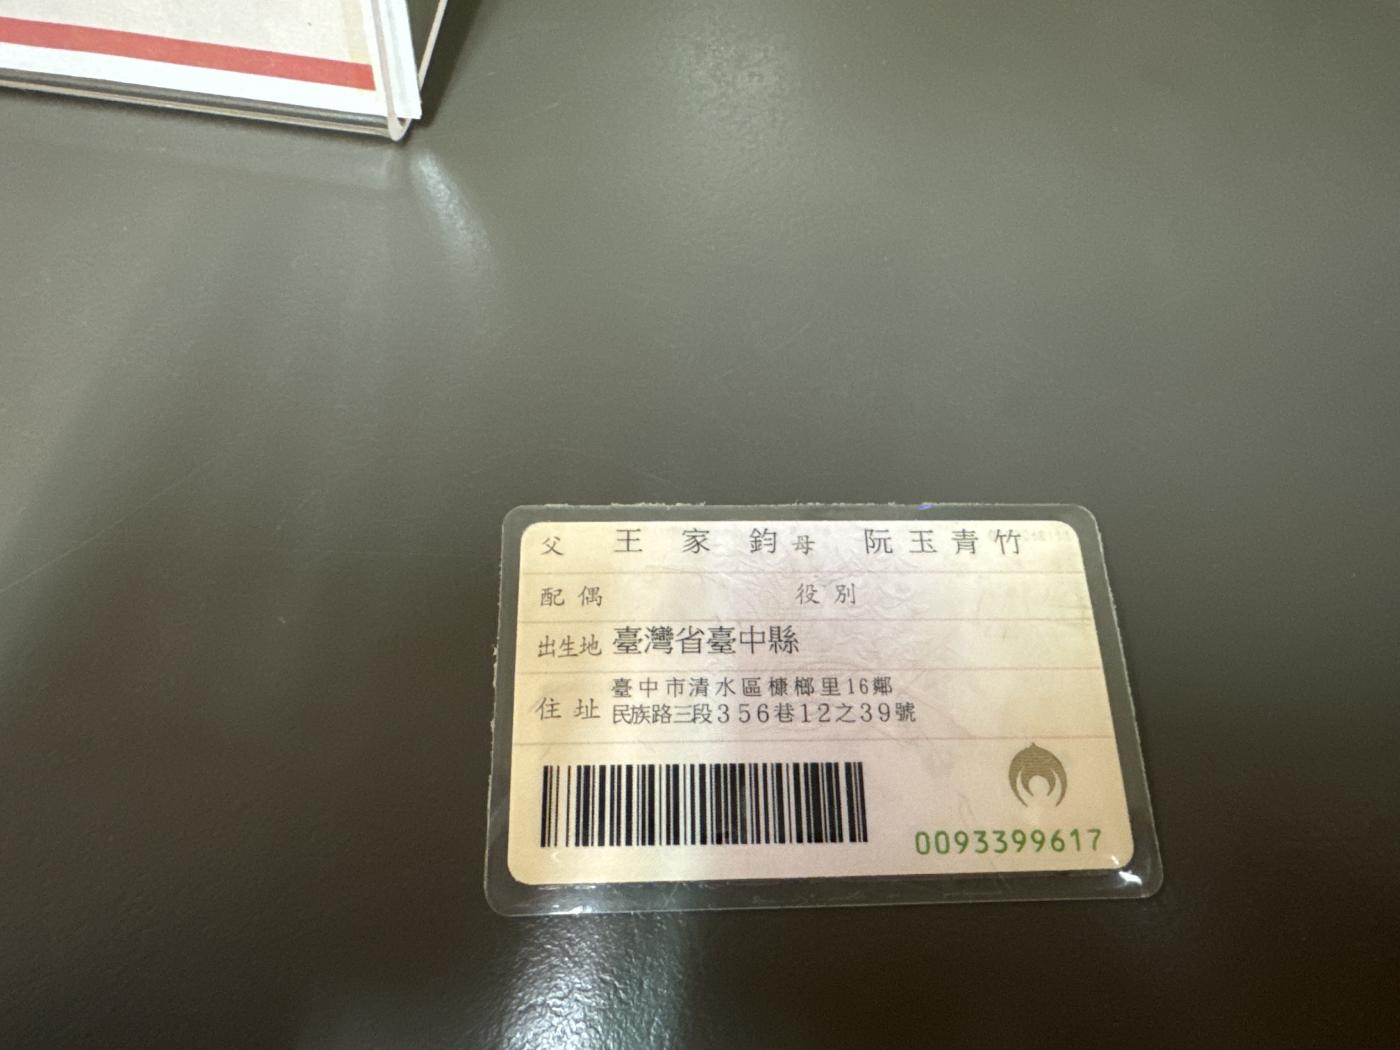 父 王家鈞 母 阮玉青竹
配偶 役別
出生地 臺灣省臺中縣
住址 臺中市清水區槺榔里16鄰
民族路三段356巷12之39號
0093399617